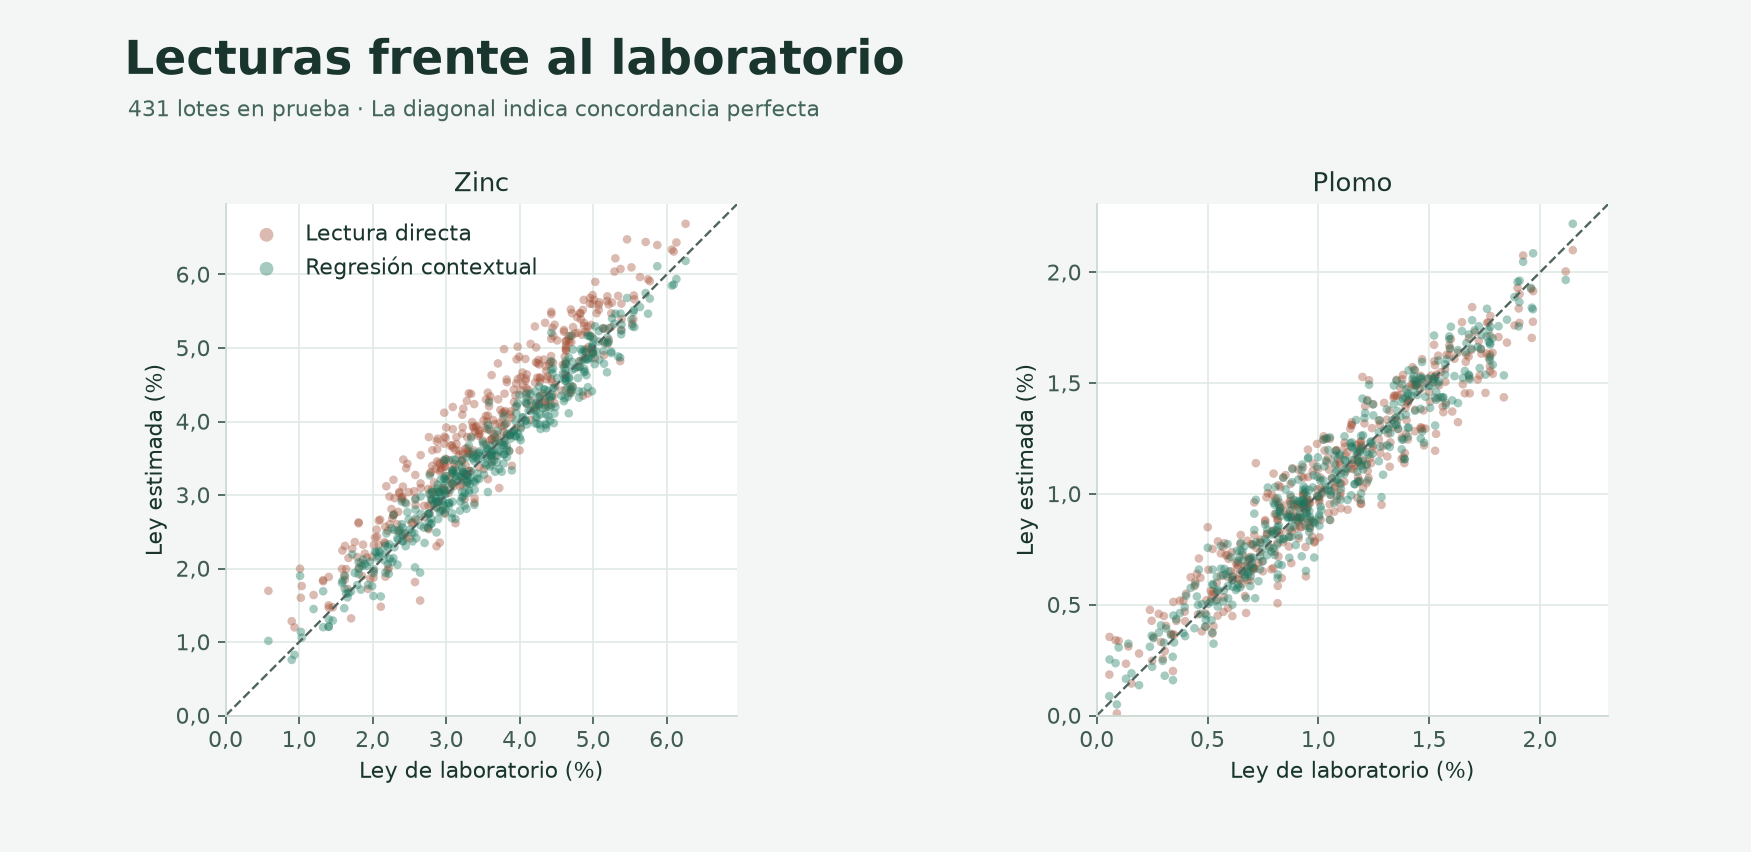 Lecturas frente al laboratorio
431 lotes en prueba · La diagonal indica concordancia perfecta
Zinc
Lectura directa
Regresión contextual
6,0
5,0
4,0
3,0
2,0
1,0
0,0
Ley estimada (%)
0,0 1,0 2,0 3,0 4,0 5,0 6,0
Ley de laboratorio (%)
Plomo
2,0
1,5
1,0
0,5
0,0
Ley estimada (%)
0,0 0,5 1,0 1,5 2,0
Ley de laboratorio (%)